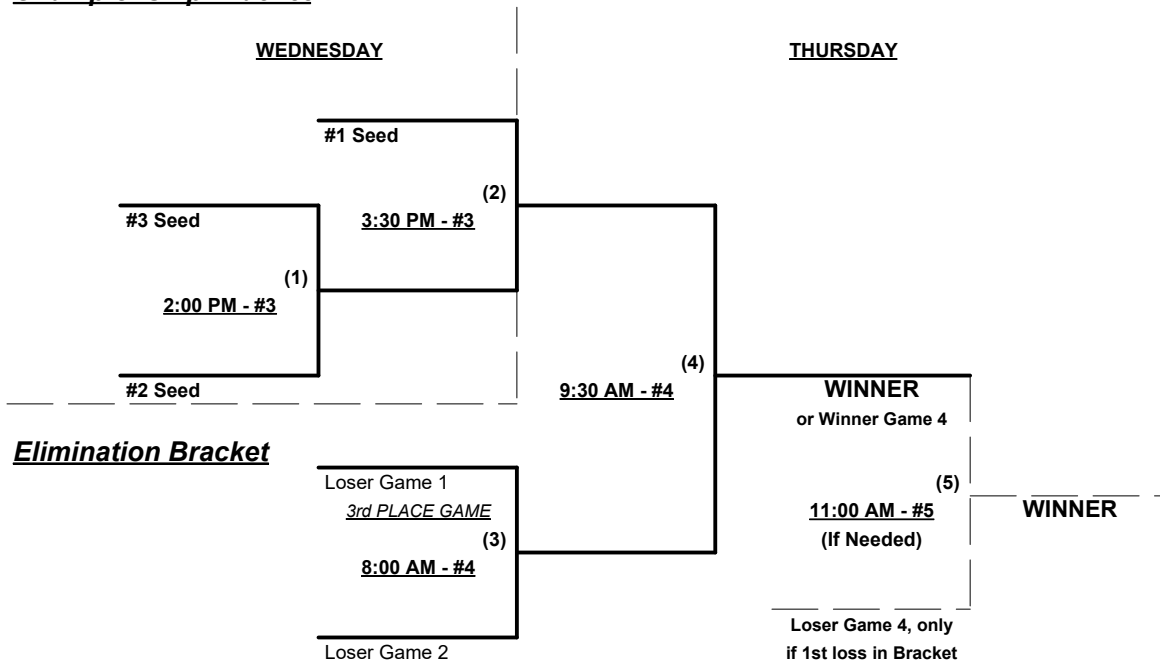 WEDNESDAY
THURSDAY
#1 Seed
(2)
3:30 PM - #3
#3 Seed
(1)
2:00 PM - #3
#2 Seed
(4)
9:30 AM - #4
WINNER
or Winner Game 4
Elimination Bracket
Loser Game 1
3rd PLACE GAME
(3)
8:00 AM - #4
Loser Game 2
(5)
11:00 AM - #5
(If Needed)
WINNER
Loser Game 4, only
if 1st loss in Bracket